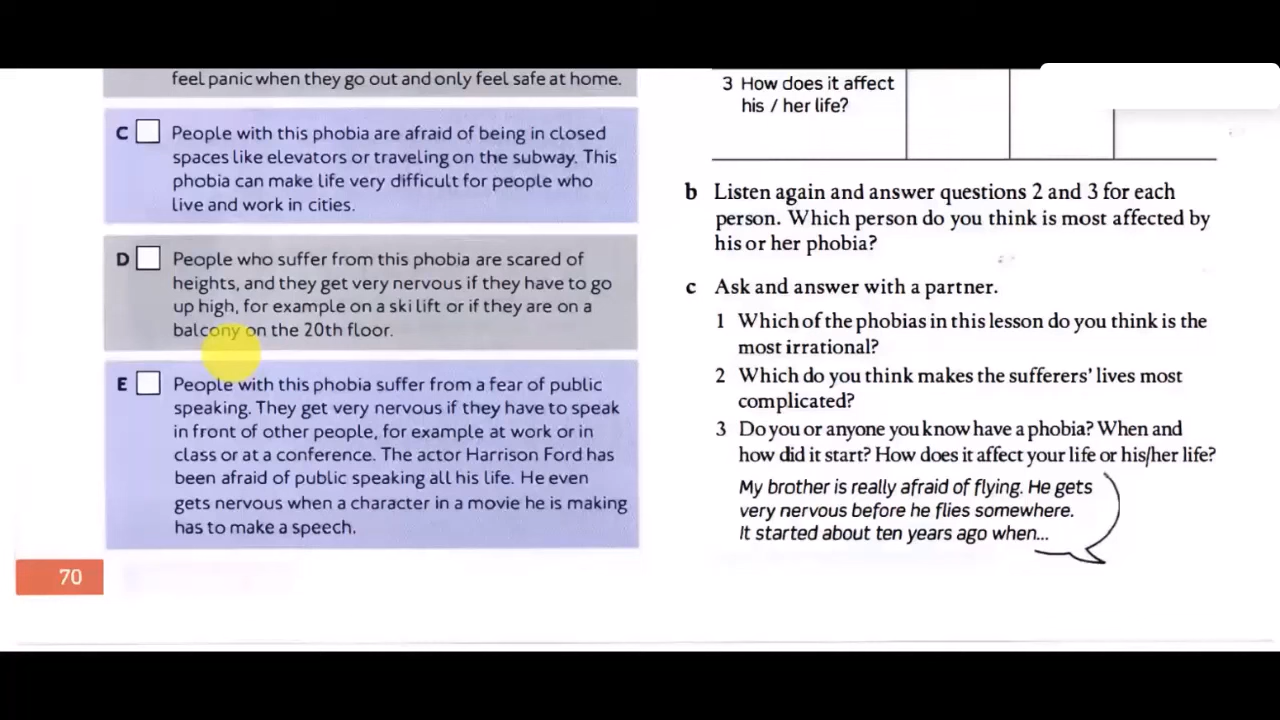 feel panic when they go out and only feel safe at home.
C People with this phobia are afraid of being in closed
spaces like elevators or traveling on the subway. This
phobia can make life very difficult for people who
live and work in cities.
D People who suffer from this phobia are scared of
heights, and they get very nervous if they have to go
up high, for example on a ski lift or if they are on a
balcony on the 20th floor.
E People with this phobia suffer from a fear of public
speaking. They get very nervous if they have to speak
in front of other people, for example at work or in
class or at a conference. The actor Harrison Ford has
been afraid of public speaking all his life. He even
gets nervous when a character in a movie he is making
has to make a speech.
70
3 How does it affect
his / her life?
b Listen again and answer questions 2 and 3 for each
person. Which person do you think is most affected by
his or her phobia?
c Ask and answer with a partner.
1 Which of the phobias in this lesson do you think is the
most irrational?
2 Which do you think makes the sufferers' lives most
complicated?
3 Do you or anyone you know have a phobia? When and
how did it start? How does it affect your life or his/her life?
My brother is really afraid of flying. He gets
very nervous before he flies somewhere.
It started about ten years ago when...